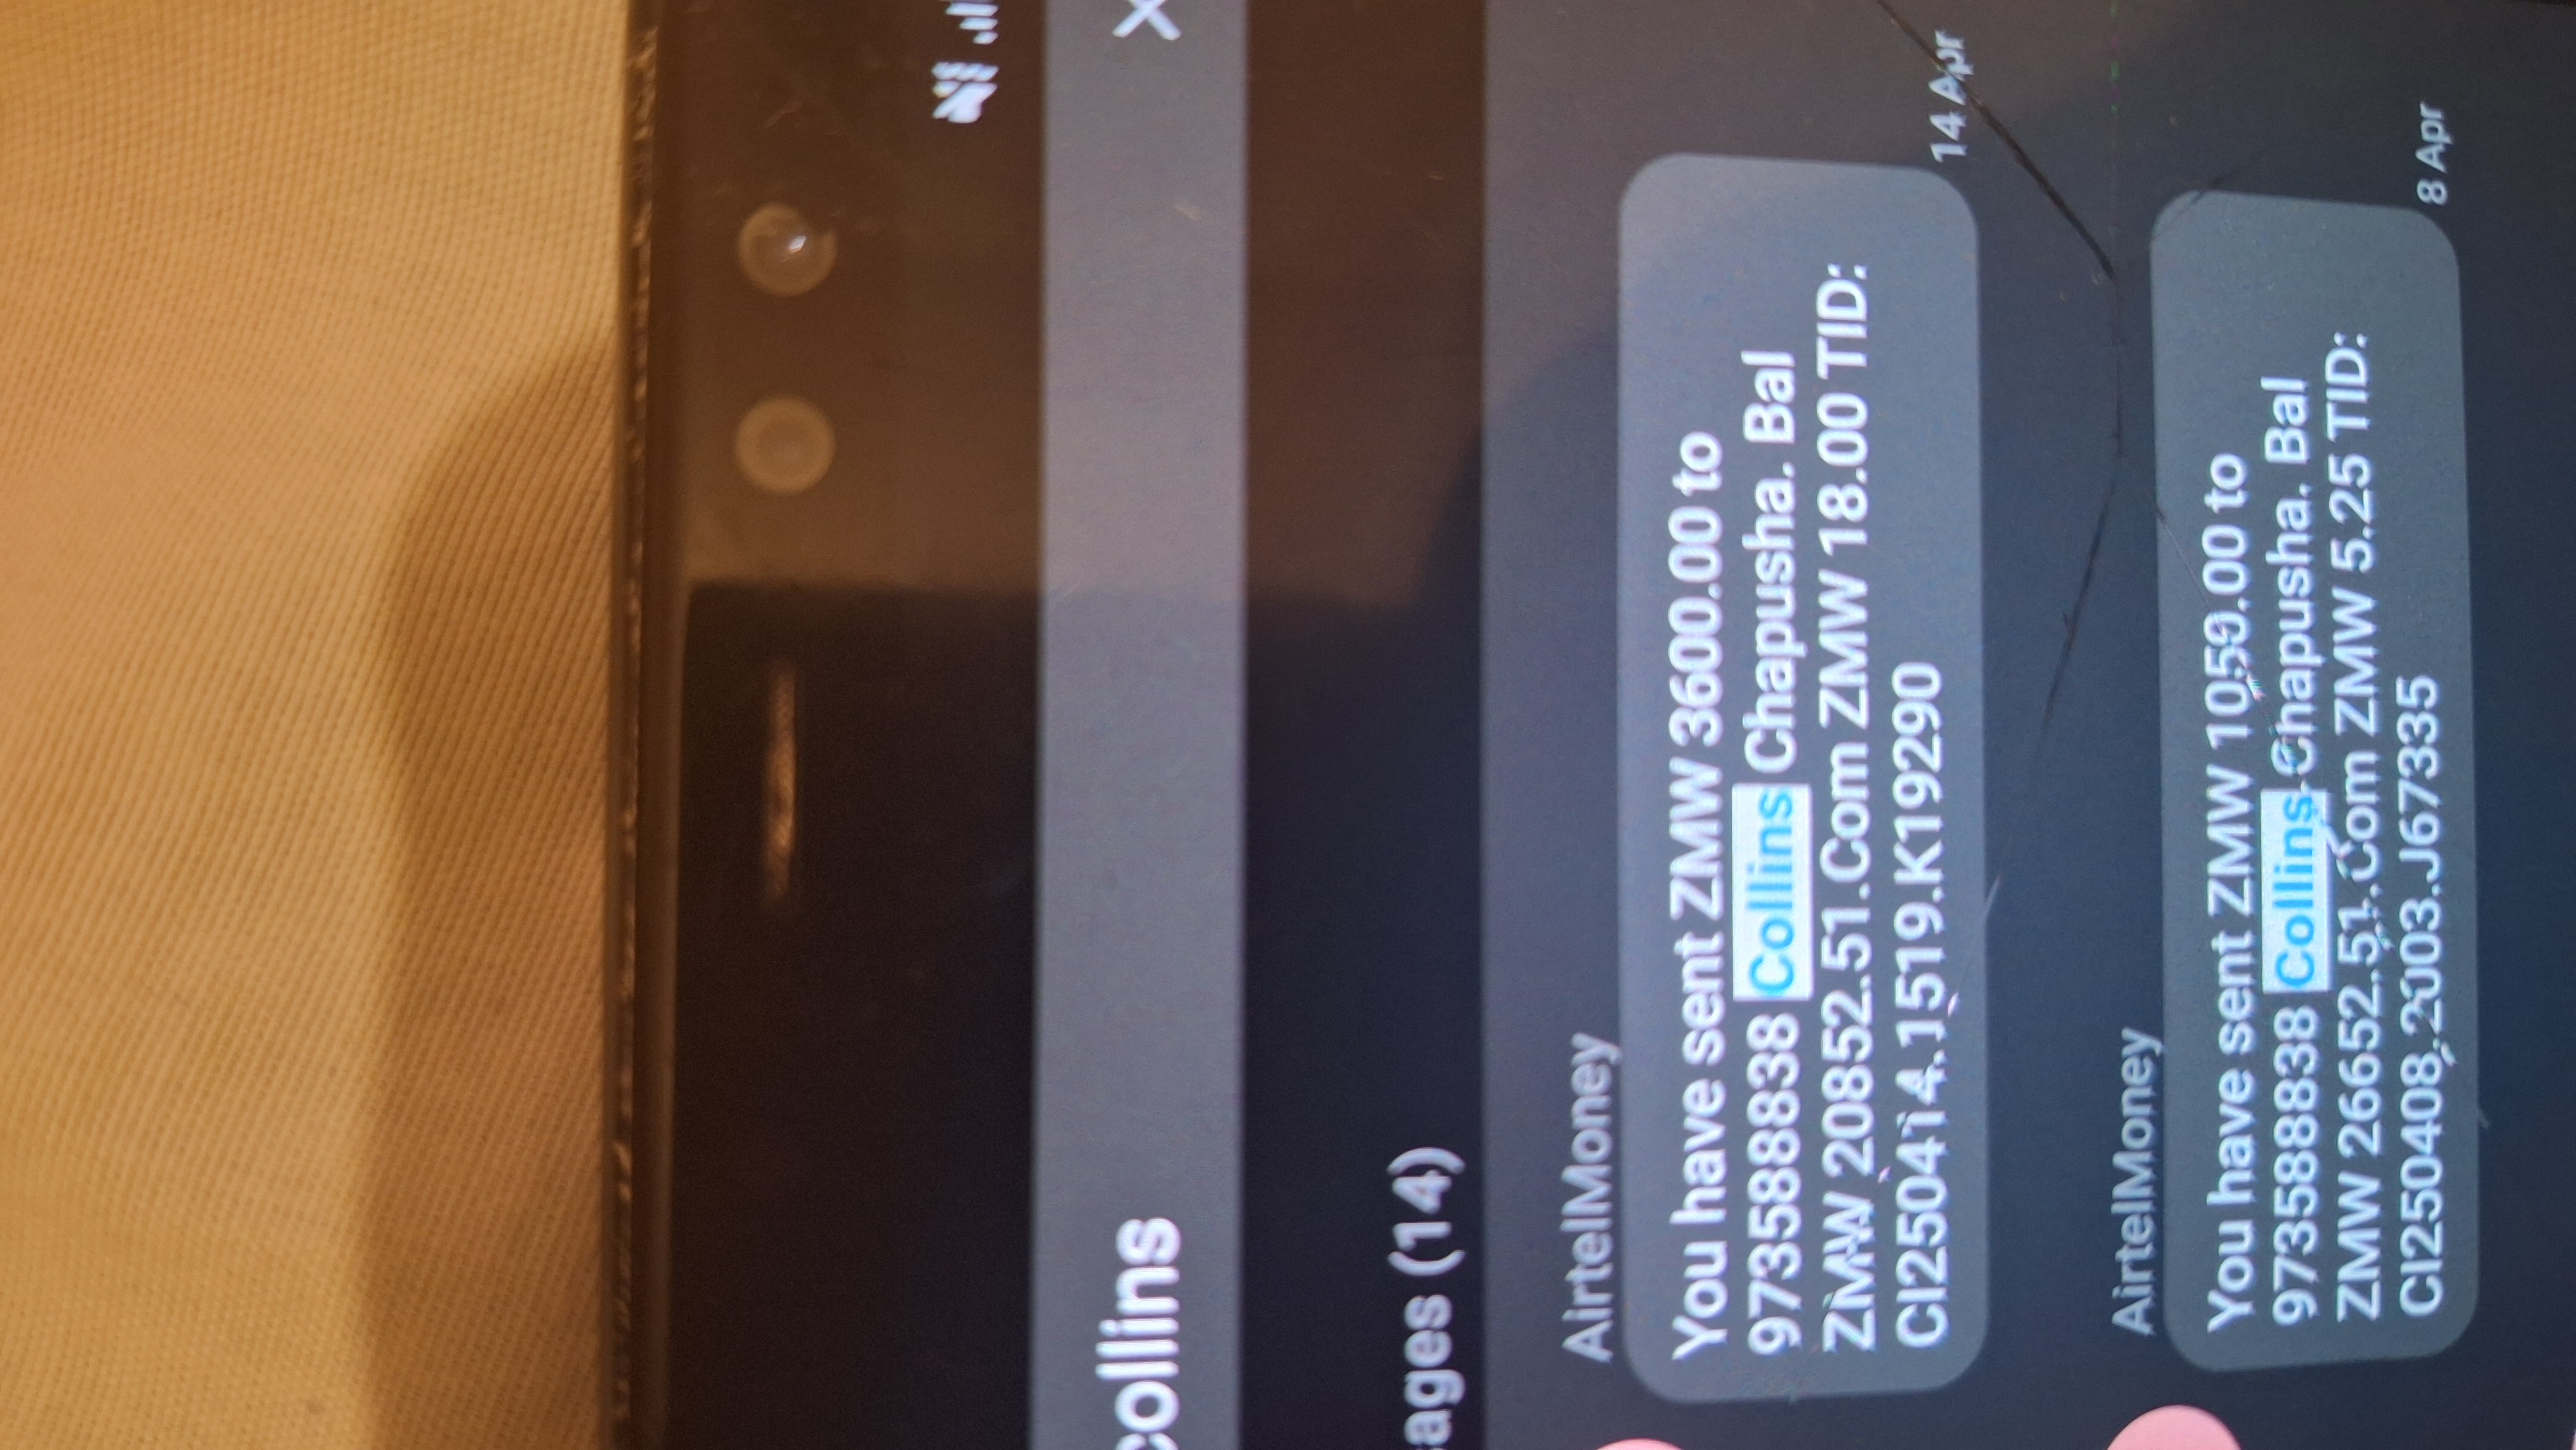 collins
sages (14)
AirtelMoney
You have sent ZMW 3600.00 to
973588838 Collins Chapusha. Bal
ZMW 20852.51.Com ZMW 18.00 TID:
CI250414.1519.K19290
14 Apr
AirtelMoney
You have sent ZMW 1050.00 to
973588838 Collins Chapusha. Bal
ZMW 26652.51.Com ZMW 5.25 TID:
CI250408.2003.J67335
8 Apr